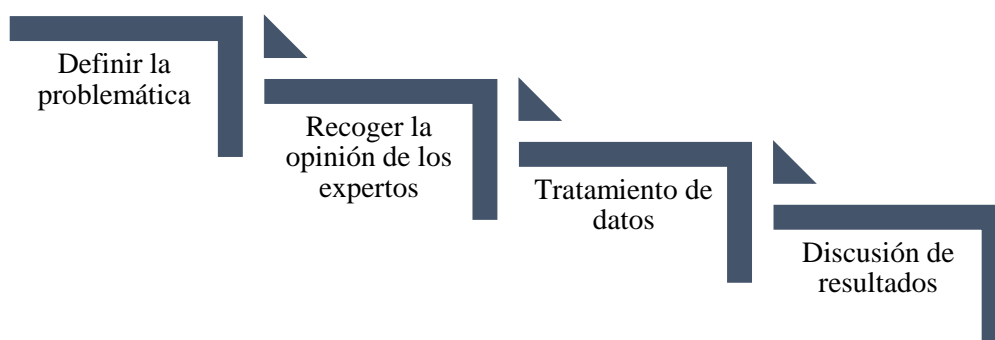 Definir la
problemática
Recoger la
opinión de los
expertos
Tratamiento de
datos
Discusión de
resultados